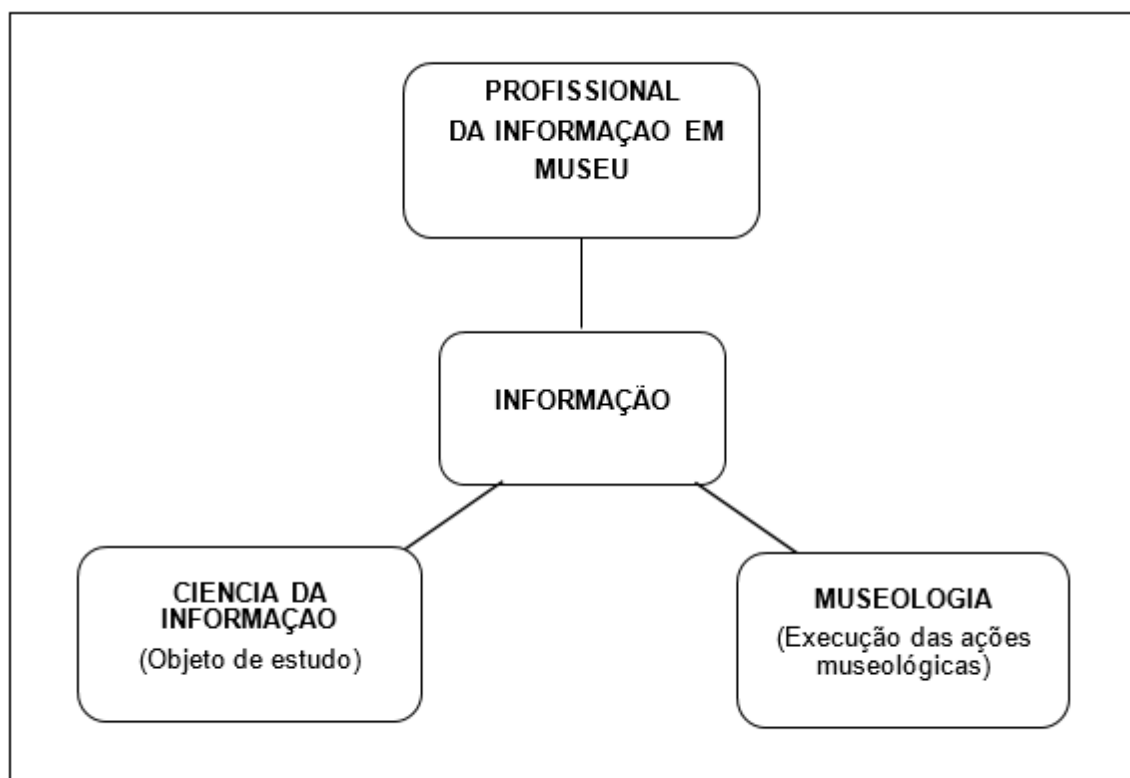 PROFISSIONAL
DA INFORMAÇAO EM
MUSEU
INFORMAÇÃO
CIENCIA DA
INFORMAÇAO
(Objeto de estudo)
MUSEOLOGIA
(Execução das ações
museológicas)